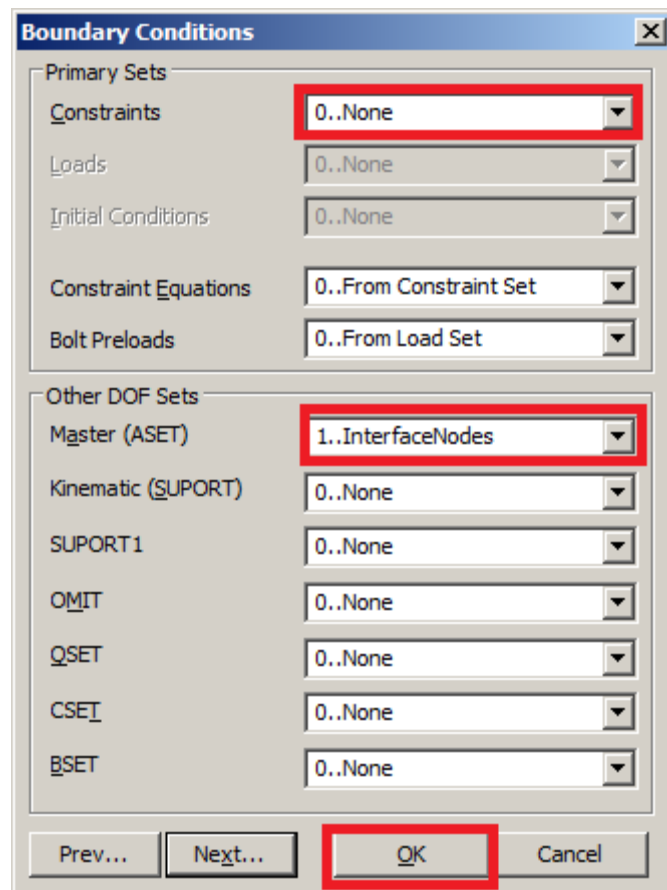 Boundary Conditions
Primary Sets
Constraints 0..None
Loads 0..None
Initial Conditions 0..None
Constraint Equations 0..From Constraint Set
Bolt Preloads 0..From Load Set
Other DOF Sets
Master (ASET) 1..InterfaceNodes
Kinematic (SUPORT) 0..None
SUPORT1 0..None
OMIT 0..None
QSET 0..None
CSET 0..None
BSET 0..None
Prev... Next... OK Cancel